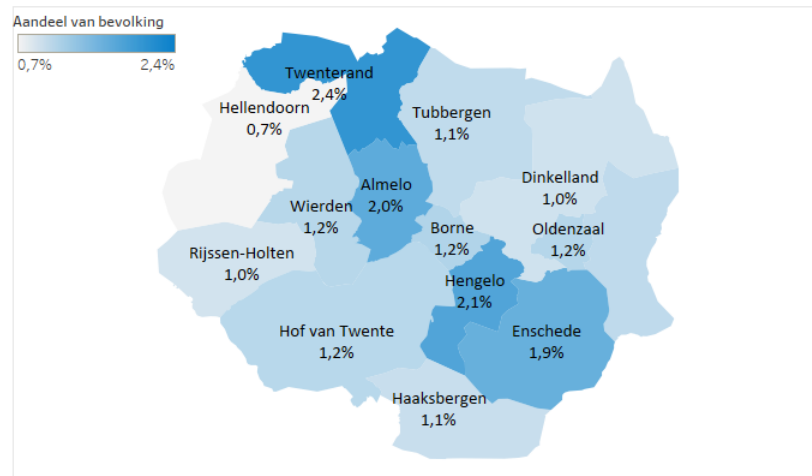 Aandeel van bevolking
0,7% 2,4%
Twenterand
2,4%
Hellendoorn
0,7%
Tubbergen
1,1%
Dinkelland
1,0%
Almelo
2,0%
Wierden
1,2%
Borne
1,2%
Oldenzaal
1,2%
Rijssen-Holten
1,0%
Hengelo
2,1%
Hof van Twente
1,2%
Enschede
1,9%
Haaksbergen
1,1%